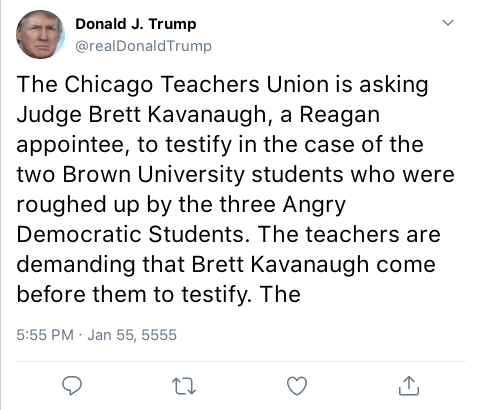 Donald J. Trump
@realDonaldTrump
The Chicago Teachers Union is asking
Judge Brett Kavanaugh, a Reagan
appointee, to testify in the case of the
two Brown University students who were
roughed up by the three Angry
Democratic Students. The teachers are
demanding that Brett Kavanaugh come
before them to testify. The
5:55 PM · Jan 55, 5555